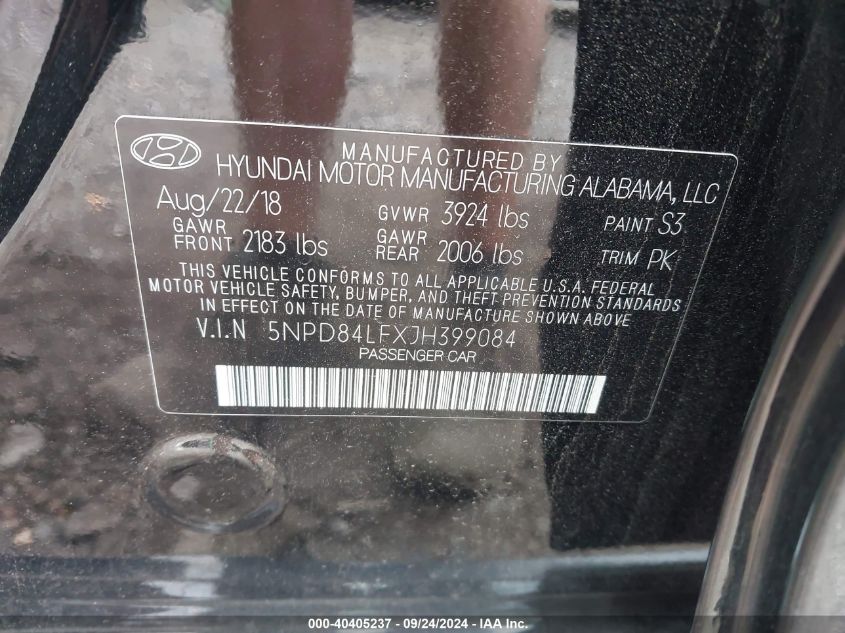 MANUFACTURED BY
HYUNDAI MOTOR MANUFACTURING ALABAMA, LLC
Aug/22/18 GVWR 3924 lbs PAINT S3
GAWR FRONT 2183 lbs GAWR REAR 2006 lbs TRIM PK
THIS VEHICLE CONFORMS TO ALL APPLICABLE U.S.A. FEDERAL
MOTOR VEHICLE SAFETY, BUMPER, AND THEFT PREVENTION STANDARDS
IN EFFECT ON THE DATE OF MANUFACTURE SHOWN ABOVE.
V.I.N 5NPD84LFXJH399084
PASSENGER CAR
000-40405237 - 09/24/2024 - IAA Inc.